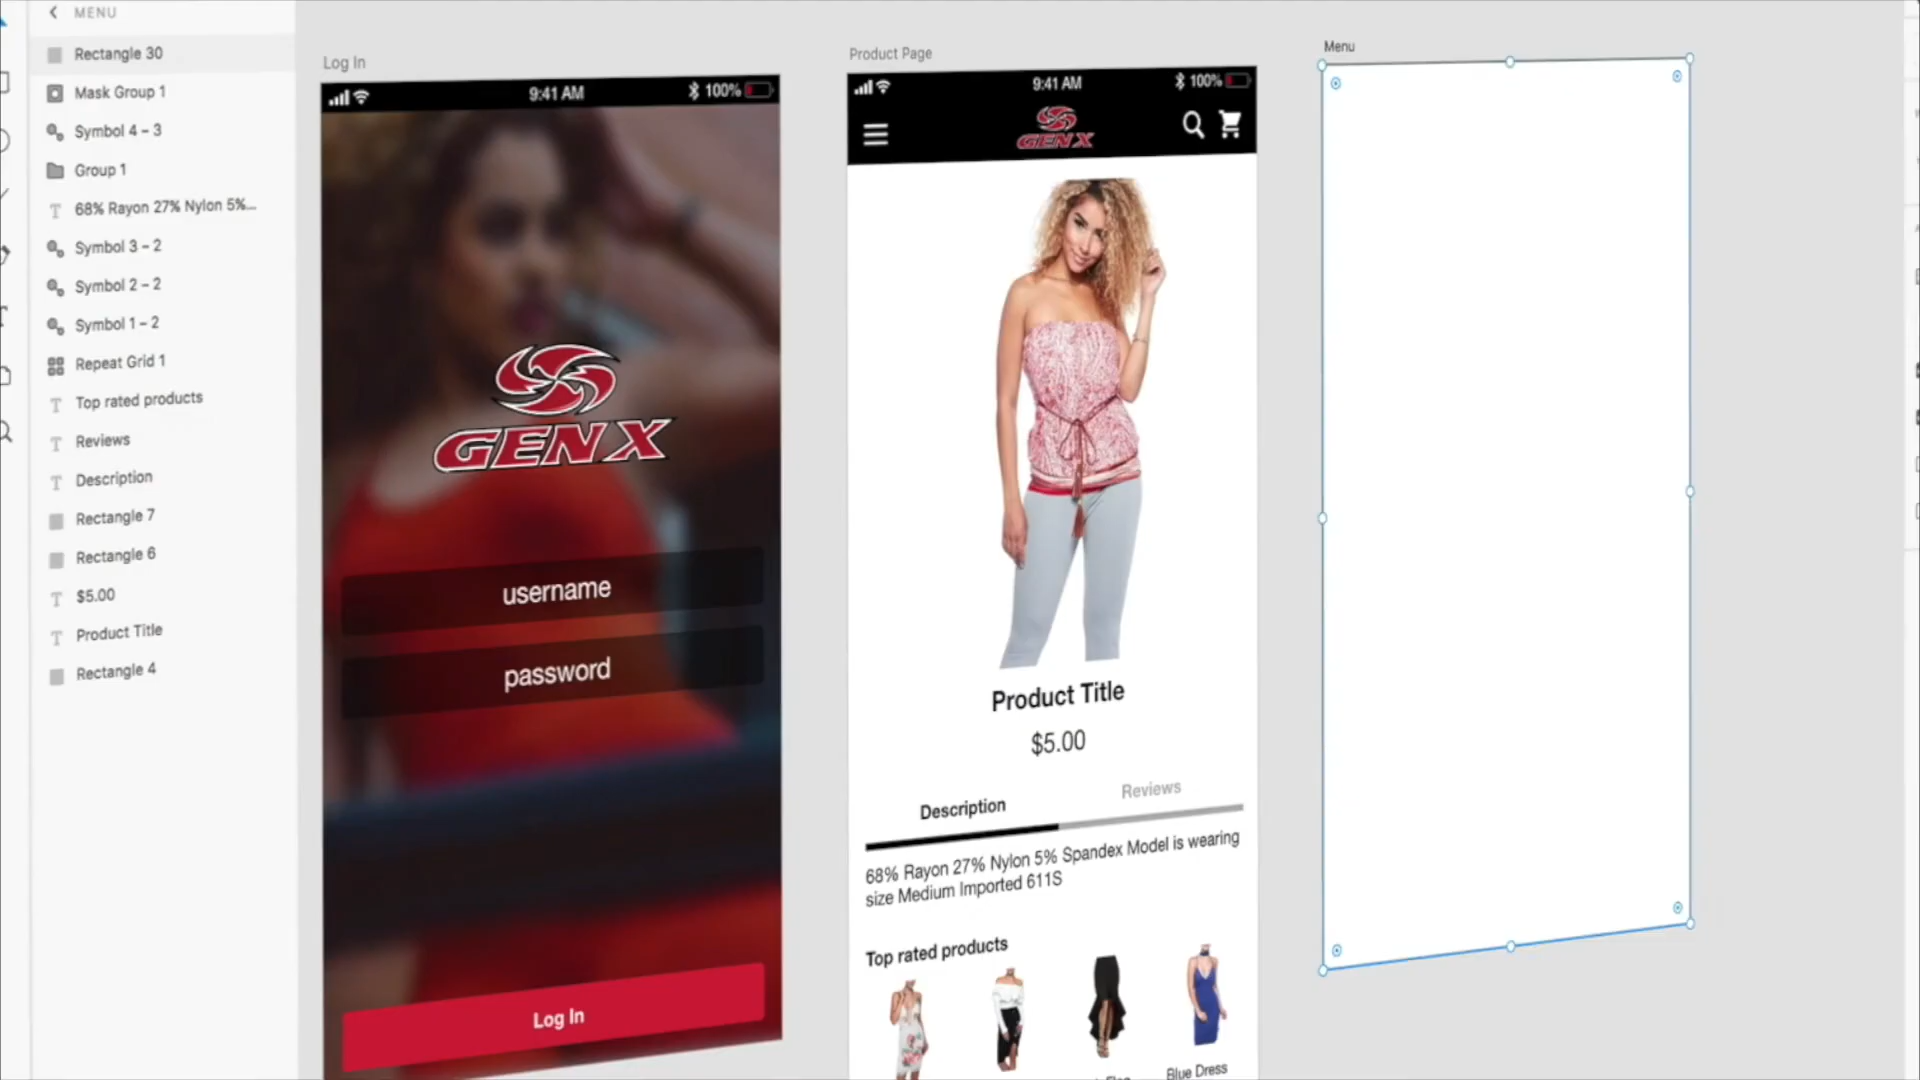 MENU
Rectangle 30
Mask Group 1
Symbol 4 – 3
Group 1
68% Rayon 27% Nylon 5%...
Symbol 3 – 2
Symbol 2 – 2
Symbol 1 – 2
Repeat Grid 1
Top rated products
Reviews
Description
Rectangle 7
Rectangle 6
$5.00
Product Title
Rectangle 4
Log In
9:41 AM
100%
GEN X
username
password
Log In
Product Page
9:41 AM
100%
GEN X
Product Title
$5.00
Description
Reviews
68% Rayon 27% Nylon 5% Spandex Model is wearing
size Medium Imported 611S
Top rated products
Blue Dress
Menu